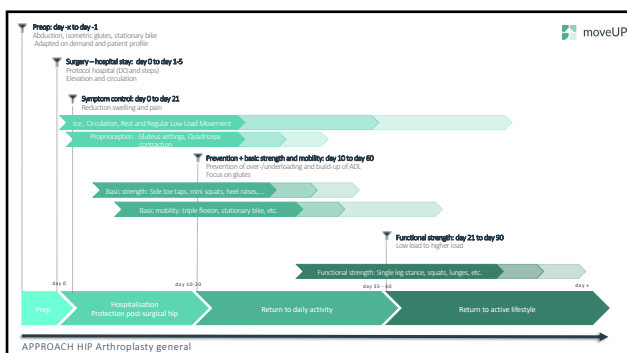 Preop: day -x to day -1
Abduction, isometric glutes, stationary bike
Adapted on demand and patient profile
moveUP
Surgery – hospital stay: day 0 to day 1-5
Protocol hospital (DQ and steps)
Elevation and circulation
Symptom control: day 0 to 21
Reduction swelling and pain
Ice , Circulation, Rest and Regular Low Load Movement
Proprioception : Gluteus settings, Quadriceps
contraction
Prevention + basic strength and mobility: day 10 to 60
Prevention of over-/underloading and build-up of ADL
Focus on glutes
Basic strength: Side toe taps, mini squats, heel raises,...
Basic mobility: triple flexion, stationary bike, etc.
Functional strength: day 21 to 90
Low load to higher load
Functional strength: Single leg stance, squats, lunges, etc.
day 0
day 10-20
day 35 - 60
day x
Prep
Hospitalisation
Protection post-surgical hip
Return to daily activity
Return to active lifestyle
APPROACH HIP Arthroplasty general